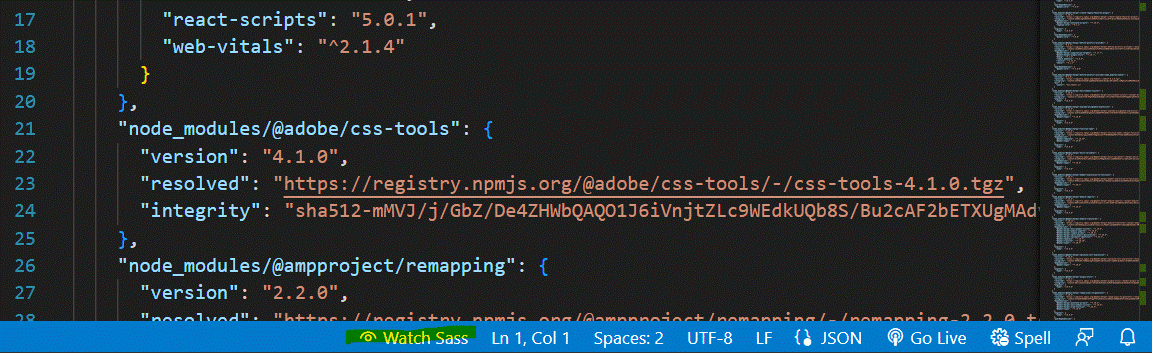 17 "react-scripts": "5.0.1",
18 "web-vitals": "^2.1.4"
19 }
20 },
21 "node_modules/@adobe/css-tools": {
22 "version": "4.1.0",
23 "resolved": "https://registry.npmjs.org/@adobe/css-tools/-/css-tools-4.1.0.tgz",
24 "integrity": "sha512-mMVJ/j/GbZ/De4ZHWbQAQO1J6iVnjtZLc9WEdkUQb8S/Bu2cAF2bETXUgMAd
25 },
26 "node_modules/@ampproject/remapping": {
27 "version": "2.2.0",
28 "resolved": "https://registry.npmjs.org/@ampproject/remapping/-/remapping-2.2.0.t
Watch Sass Ln 1, Col 1 Spaces: 2 UTF-8 LF {} JSON Go Live Spell